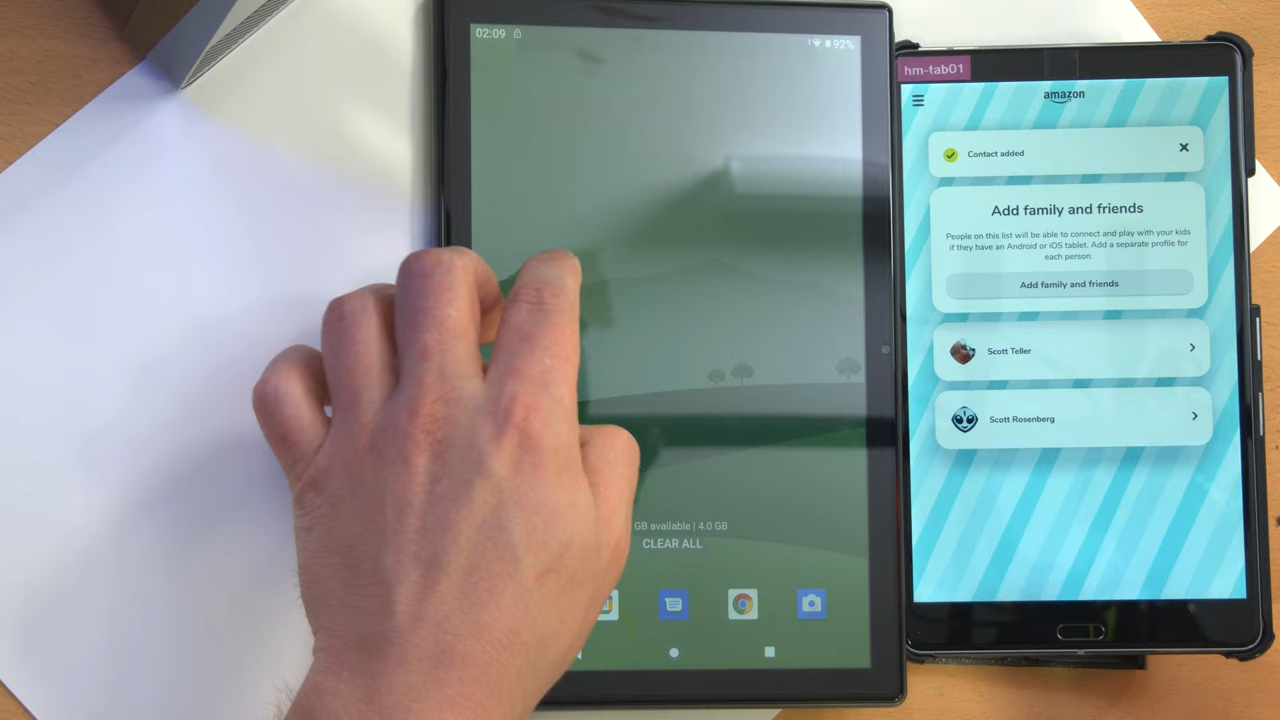 02:09
92%
GB available | 4.0 GB
CLEAR ALL
hm-tab01
amazon
Contact added
Add family and friends
People on this list will be able to connect and play with your kids
if they have an Android or iOS tablet. Add a separate profile for
each person.
Add family and friends
Scott Teller
Scott Rosenberg